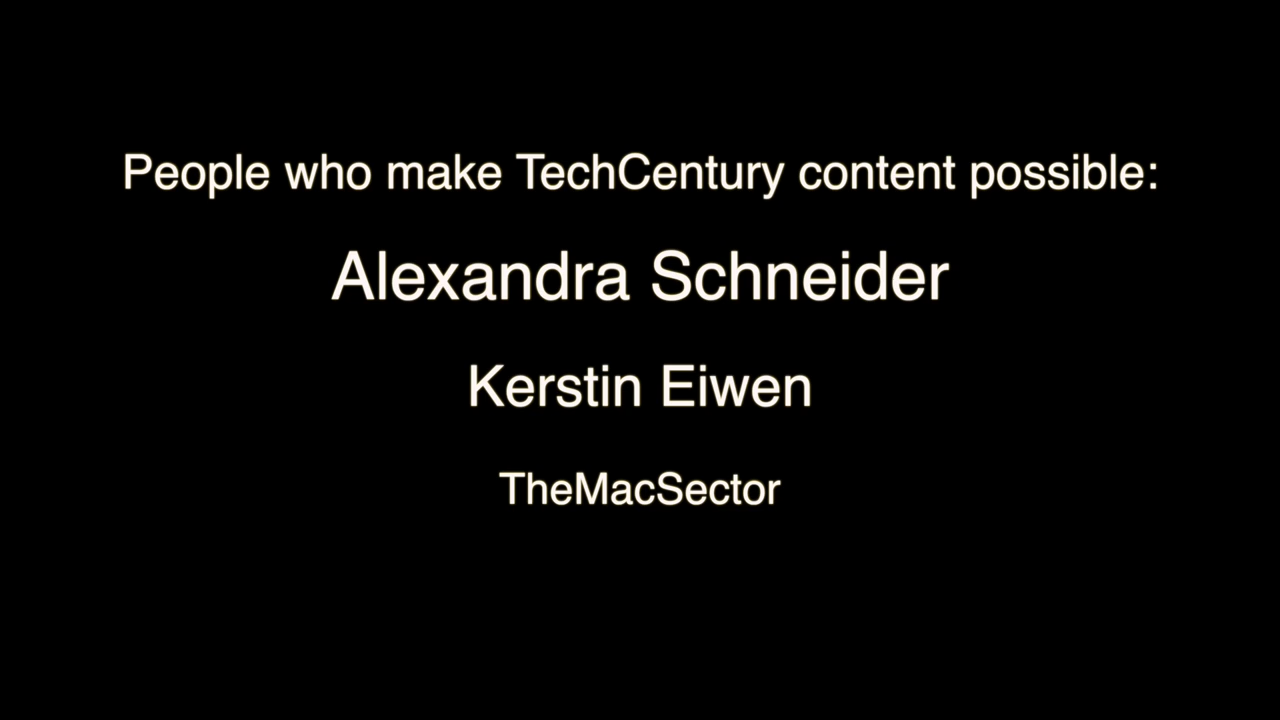 People who make TechCentury content possible:
Alexandra Schneider
Kerstin Eiwen
TheMacSector